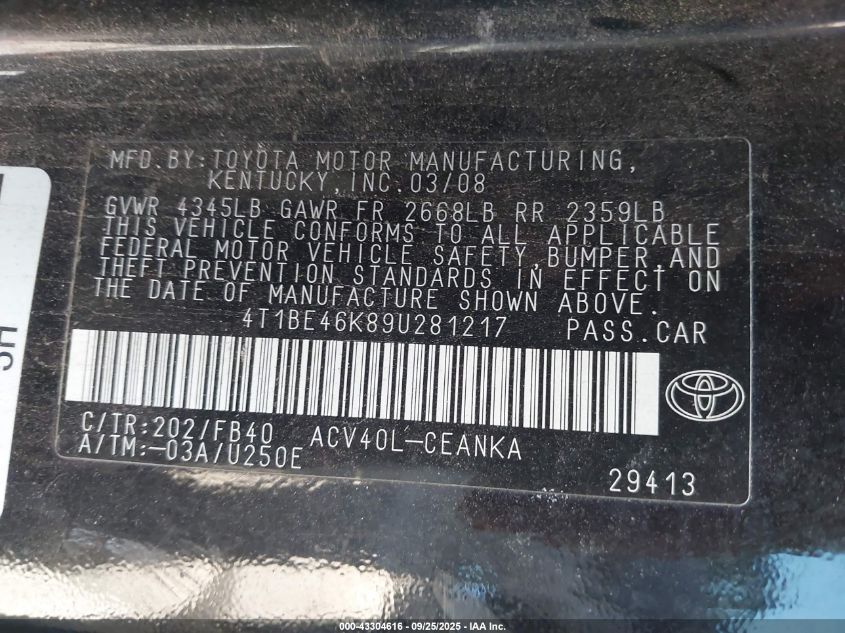 MFD. BY: TOYOTA MOTOR MANUFACTURING,
KENTUCKY, INC. 03/08
GVWR 4345LB GAWR FR 2668LB RR 2359LB
THIS VEHICLE CONFORMS TO ALL APPLICABLE
FEDERAL MOTOR VEHICLE SAFETY, BUMPER, AND
THEFT PREVENTION STANDARDS IN EFFECT ON
THE DATE OF MANUFACTURE SHOWN ABOVE.
4T1BE46K89U281217 PASS. CAR
C/TR: 202/FB40 ACV40L-CEANKA
A/TM: -03A/U250E
29413
000-43304616 - 09/25/2025 - IAA Inc.